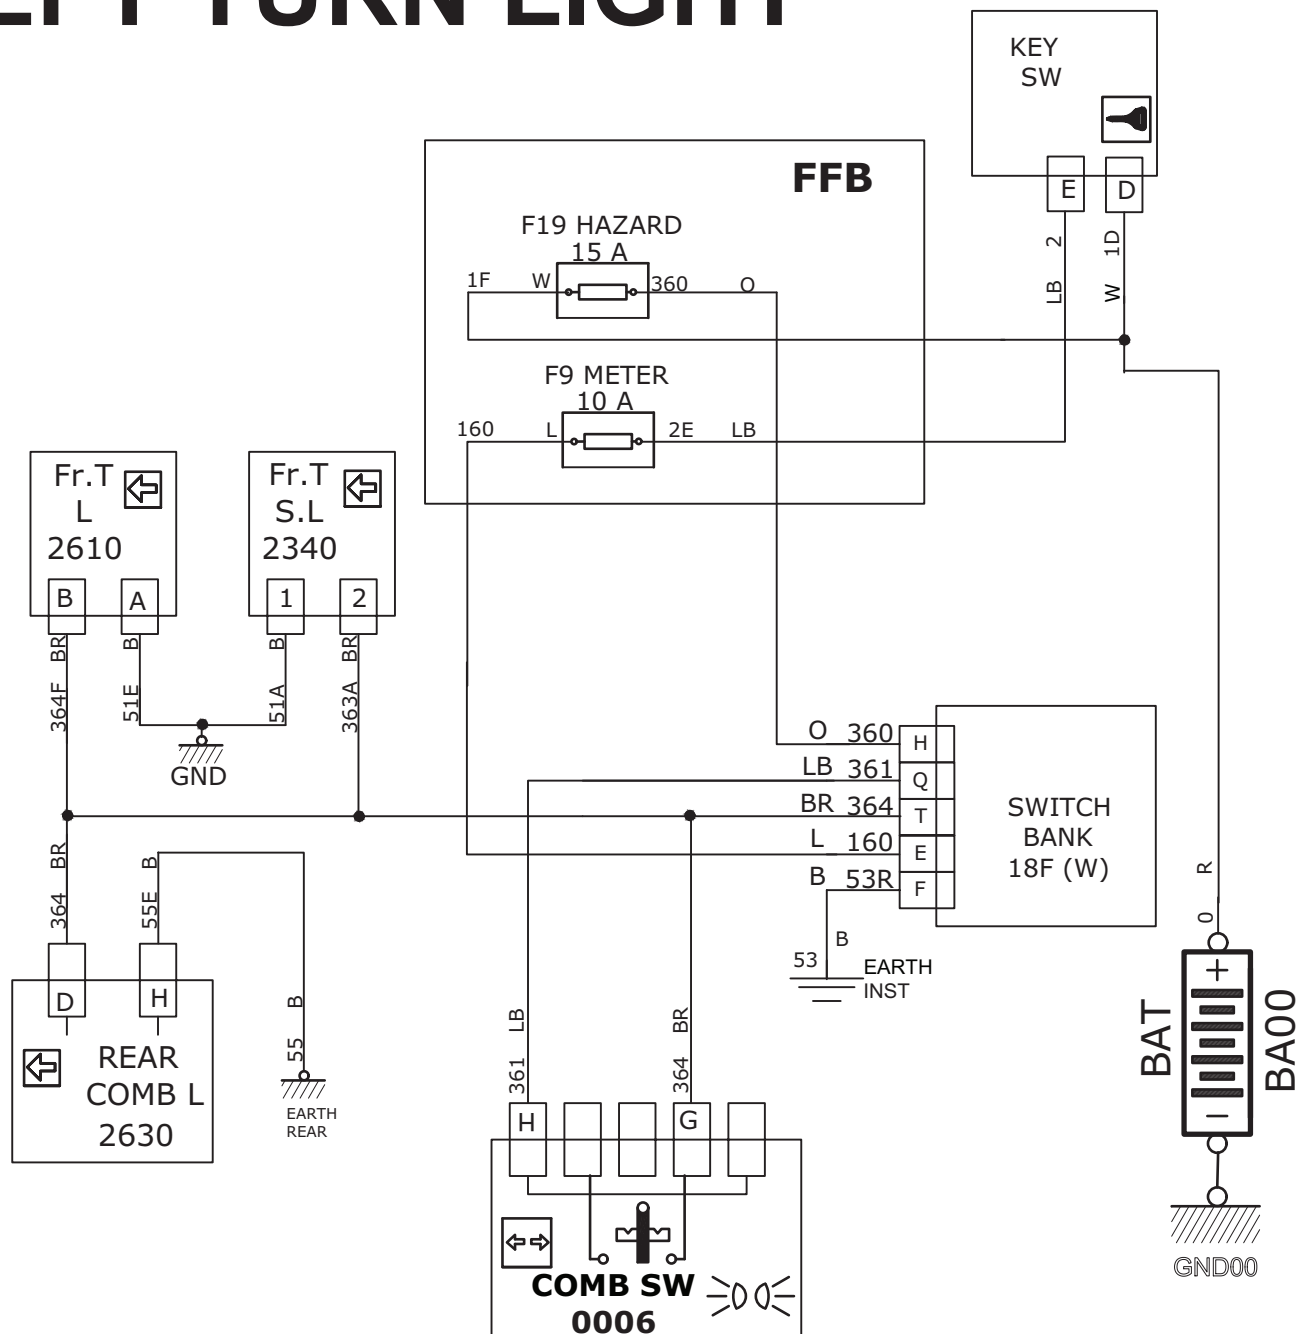 TURN LIGHT
KEY
SW
E
D
2
1D
LB
W
FFB
F19 HAZARD
15 A
1F
W
360
O
F9 METER
10 A
160
L
2E
LB
Fr.T
L
2610
B
A
Fr.T
S.L
2340
1
2
BR
B
B
BR
364F
51E
51A
363A
GND
O 360
H
LB 361
Q
BR 364
T
L 160
E
B 53R
F
SWITCH
BANK
18F (W)
B
53
EARTH
INST
BR
B
364
55E
D
H
REAR
COMB L
2630
B
55
EARTH
REAR
LB
BR
361
364
H
G
COMB SW
0006
R
0
+
−
BAT
BA00
GND00